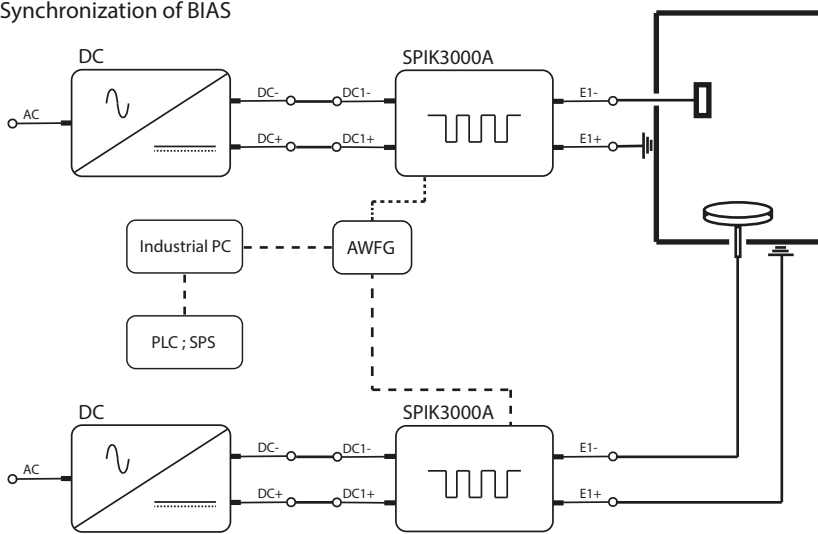 Synchronization of BIAS
DC
SPIK3000A
AC
DC-
DC1-
E1-
DC+
DC1+
E1+
Industrial PC
AWFG
PLC ; SPS
DC
SPIK3000A
AC
DC-
DC1-
E1-
DC+
DC1+
E1+